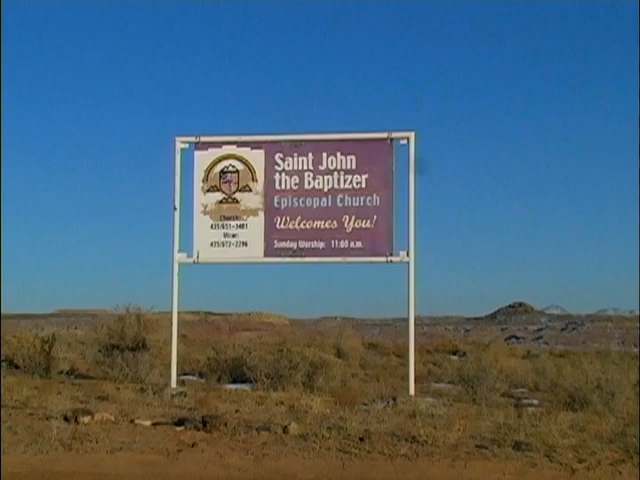 Saint John
the Baptizer
Episcopal Church
Welcomes You!
Sunday Worship: 11:00 a.m.
Church:
435/651-3401
Vicar:
435/672-2296